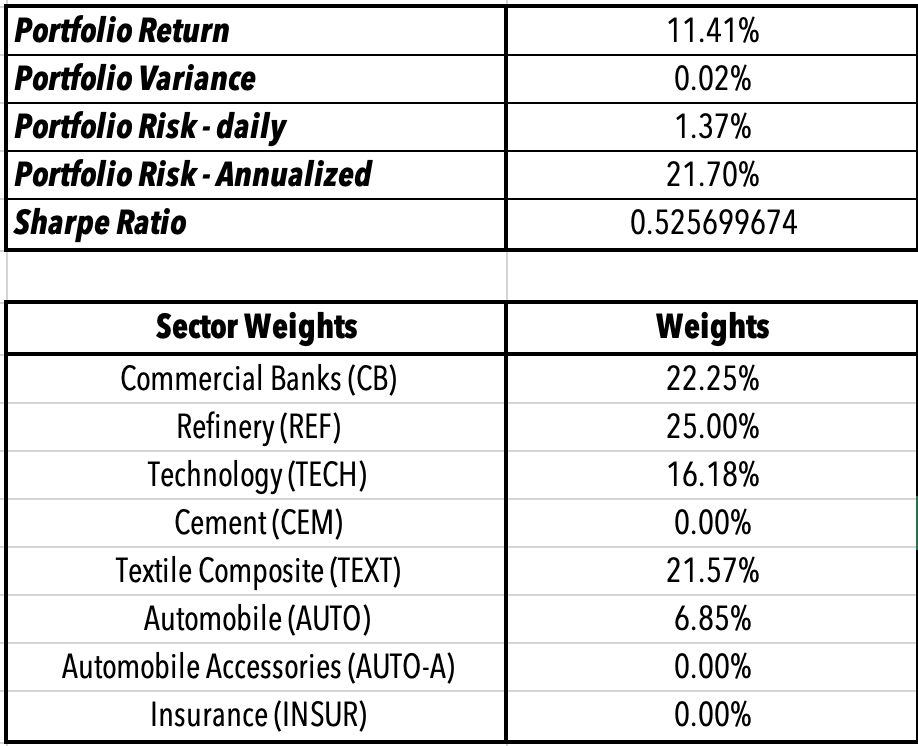 Portfolio Return 11.41%
Portfolio Variance 0.02%
Portfolio Risk - daily 1.37%
Portfolio Risk - Annualized 21.70%
Sharpe Ratio 0.525699674
Sector Weights Weights
Commercial Banks (CB) 22.25%
Refinery (REF) 25.00%
Technology (TECH) 16.18%
Cement (CEM) 0.00%
Textile Composite (TEXT) 21.57%
Automobile (AUTO) 6.85%
Automobile Accessories (AUTO-A) 0.00%
Insurance (INSUR) 0.00%